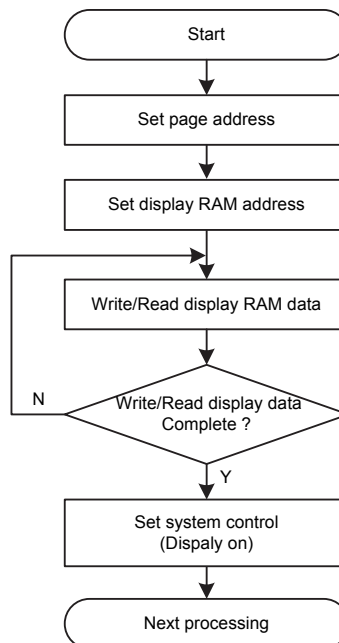 Start
Set page address
Set display RAM address
Write/Read display RAM data
Write/Read display data
Complete ?
N
Y
Set system control
(Dispaly on)
Next processing